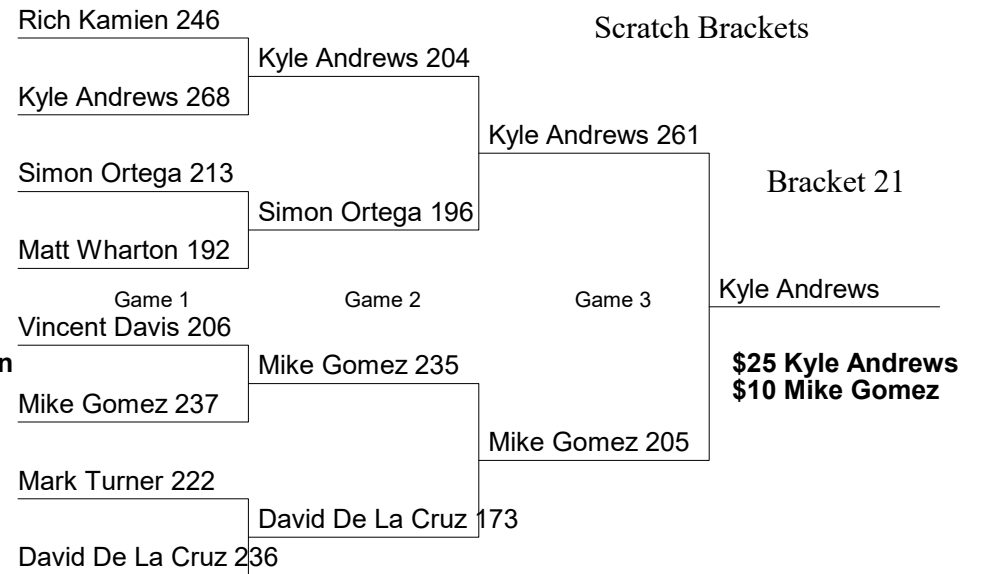 Rich Kamien 246
Scratch Brackets
Kyle Andrews 204
Kyle Andrews 268
Kyle Andrews 261
Simon Ortega 213
Bracket 21
Simon Ortega 196
Matt Wharton 192
Game 1
Game 2
Game 3
Kyle Andrews
Vincent Davis 206
n
Mike Gomez 235
$25 Kyle Andrews
$10 Mike Gomez
Mike Gomez 237
Mike Gomez 205
Mark Turner 222
David De La Cruz 173
David De La Cruz 236